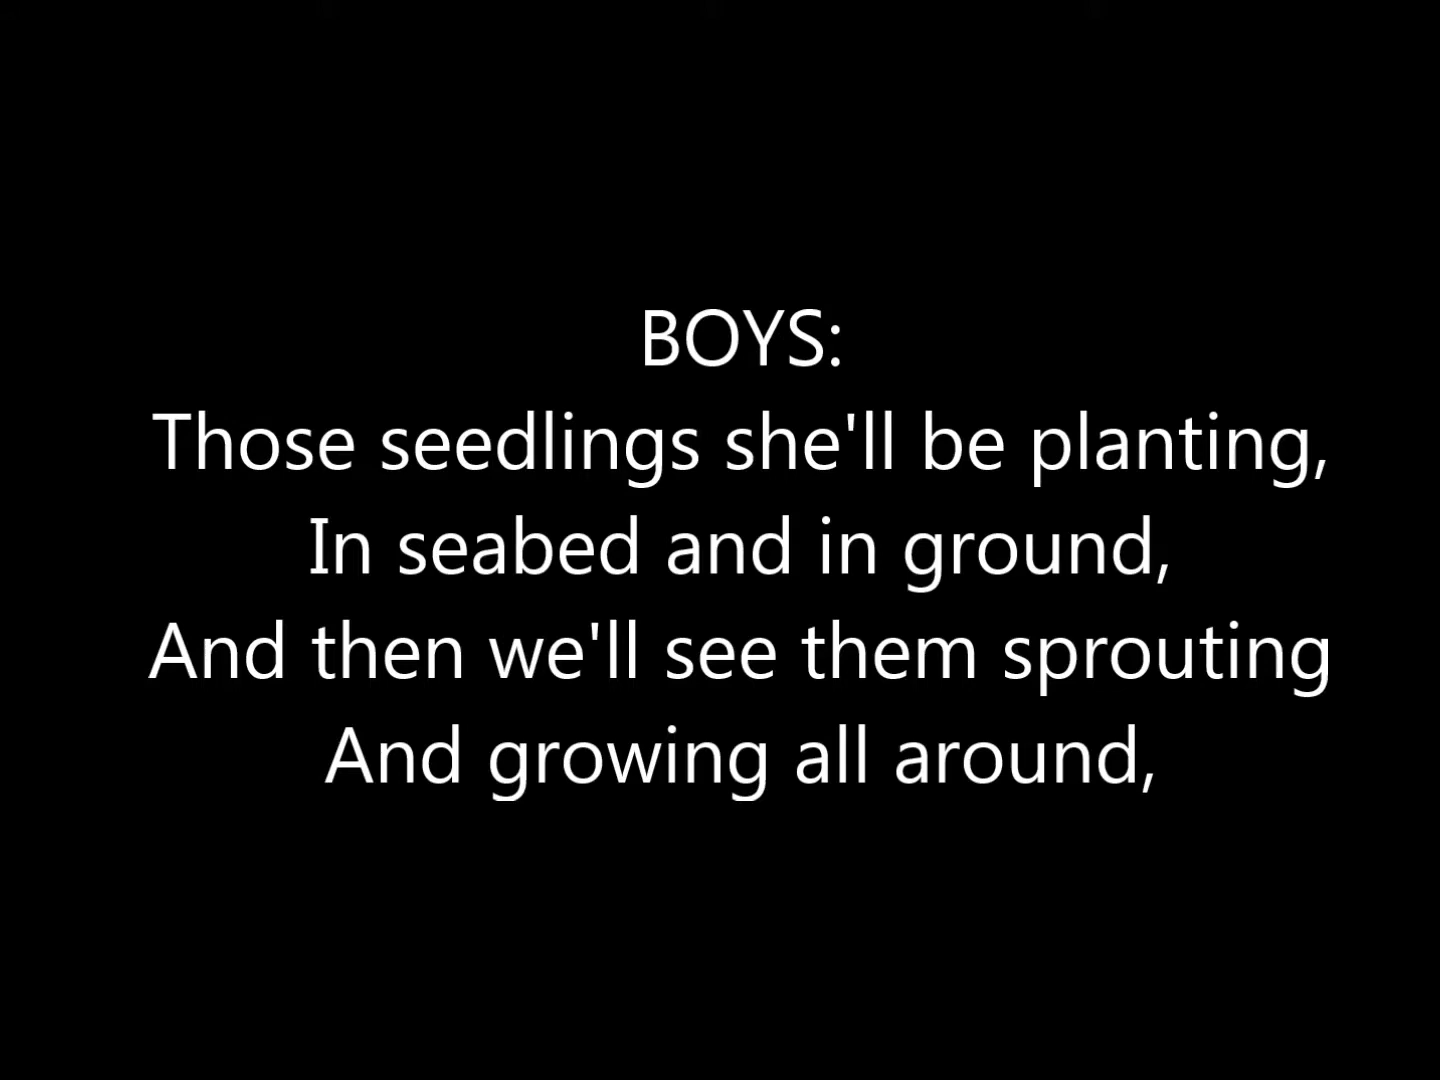 BOYS:
Those seedlings she'll be planting,
In seabed and in ground,
And then we'll see them sprouting
And growing all around,